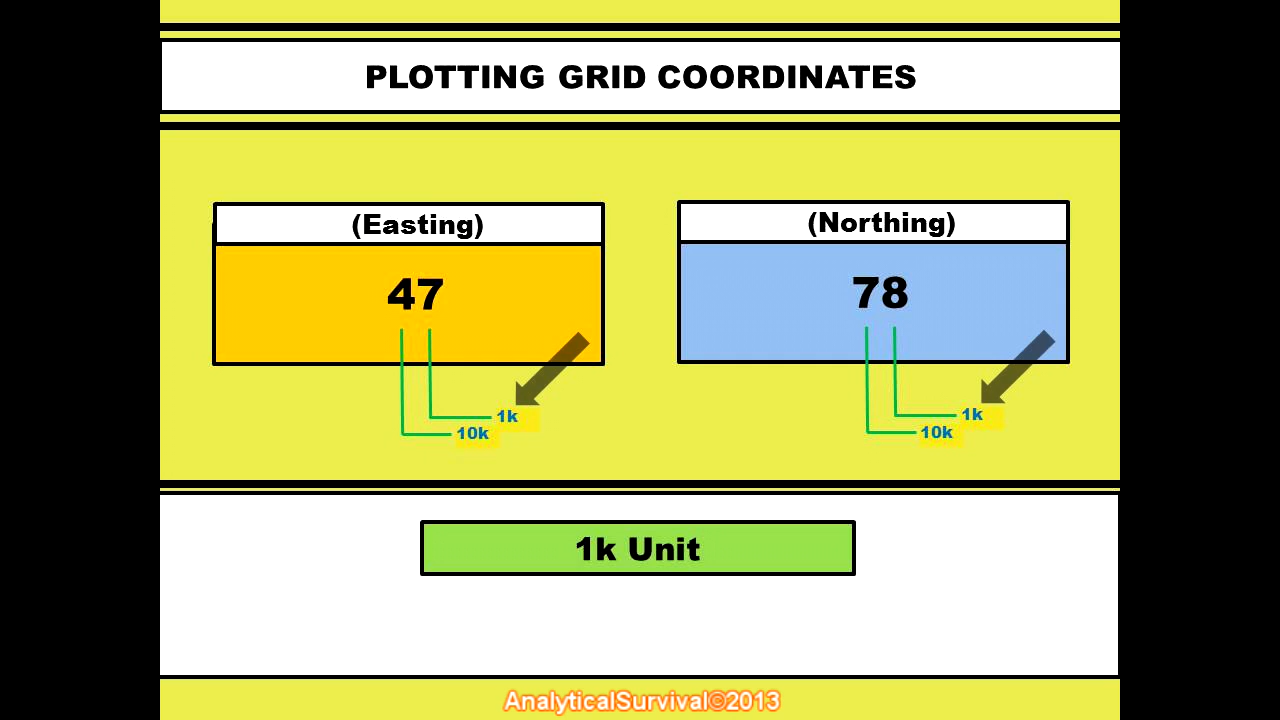 PLOTTING GRID COORDINATES
(Easting)
47
1k
10k
(Northing)
78
1k
10k
1k Unit
AnalyticalSurvival©2013